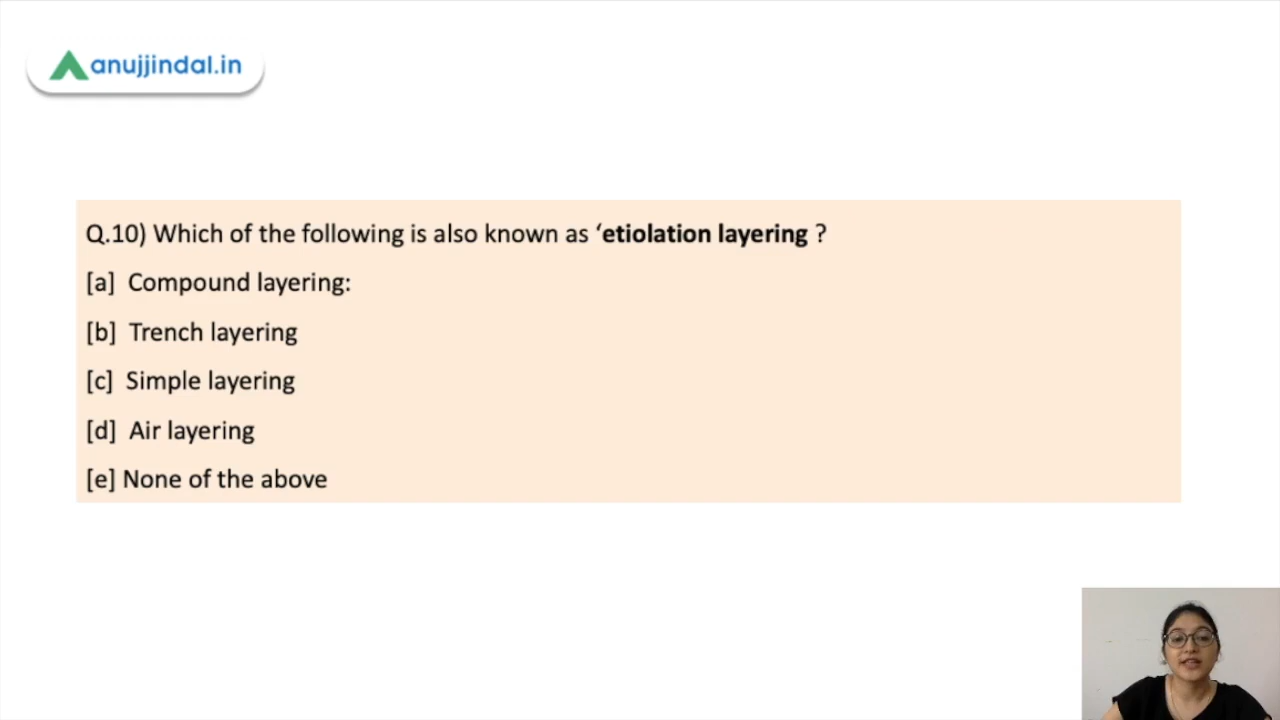 anujjindal.in
Q.10) Which of the following is also known as ‘etiolation layering ?
[a] Compound layering:
[b] Trench layering
[c] Simple layering
[d] Air layering
[e] None of the above